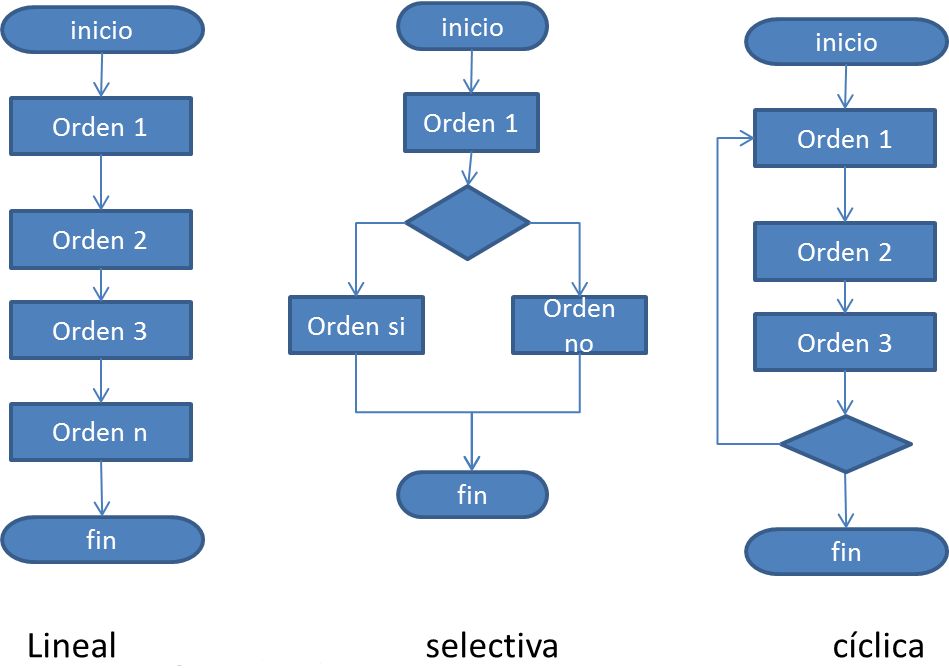 inicio
Orden 1
Orden 2
Orden 3
Orden n
fin
Lineal
inicio
Orden 1
Orden si
Orden
no
fin
selectiva
inicio
Orden 1
Orden 2
Orden 3
fin
cíclica